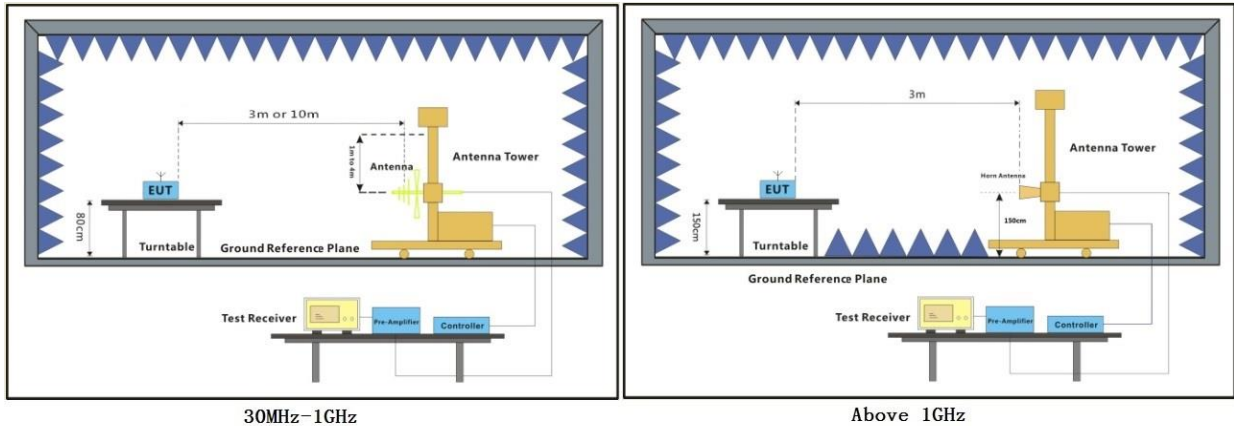 3m or 10m
1m to 4m
Antenna
Antenna Tower
EUT
80cm
Turntable
Ground Reference Plane
Test Receiver
Pre-Amplifier
Controller
30MHz-1GHz
3m
Antenna Tower
Horn Antenna
EUT
150cm
150cm
Turntable
Ground Reference Plane
Test Receiver
Pre-Amplifier
Controller
Above 1GHz